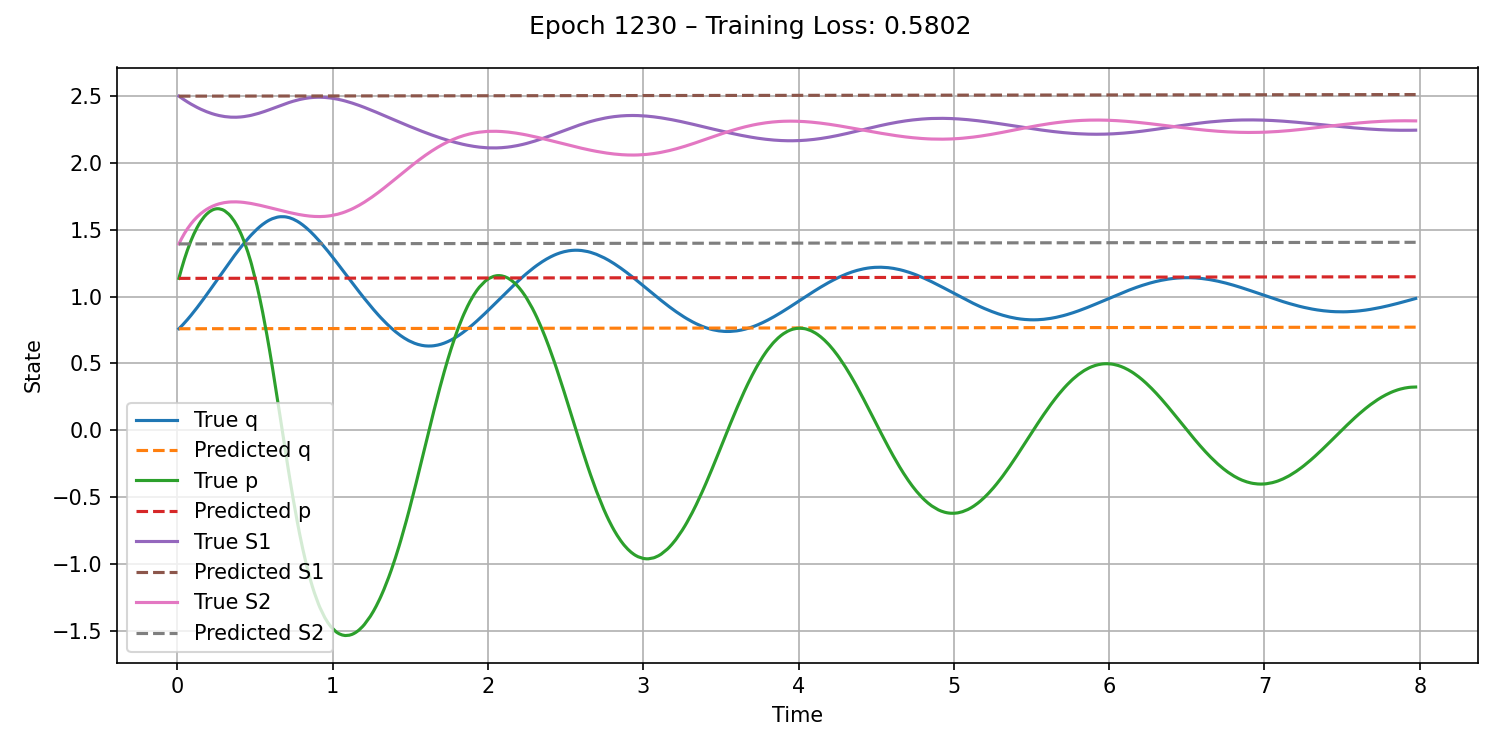 Epoch 1230 – Training Loss: 0.5802
2.5
2.0
1.5
1.0
0.5
0.0
−0.5
−1.0
−1.5
State
True q
Predicted q
True p
Predicted p
True S1
Predicted S1
True S2
Predicted S2
0 1 2 3 4 5 6 7 8
Time